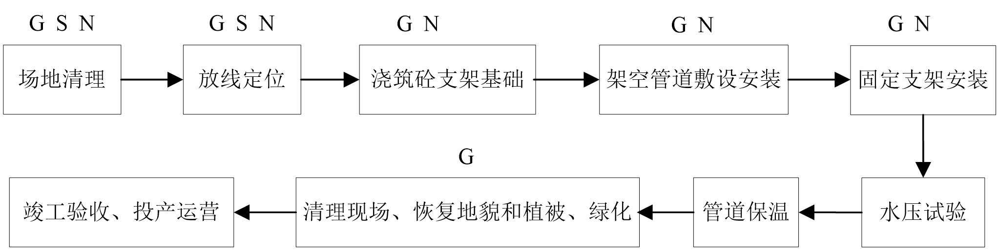 G S N
G S N
G N
G N
G N
场地清理
放线定位
浇筑砼支架基础
架空管道敷设安装
固定支架安装
G
竣工验收、投产运营
清理现场、恢复地貌和植被、绿化
管道保温
水压试验